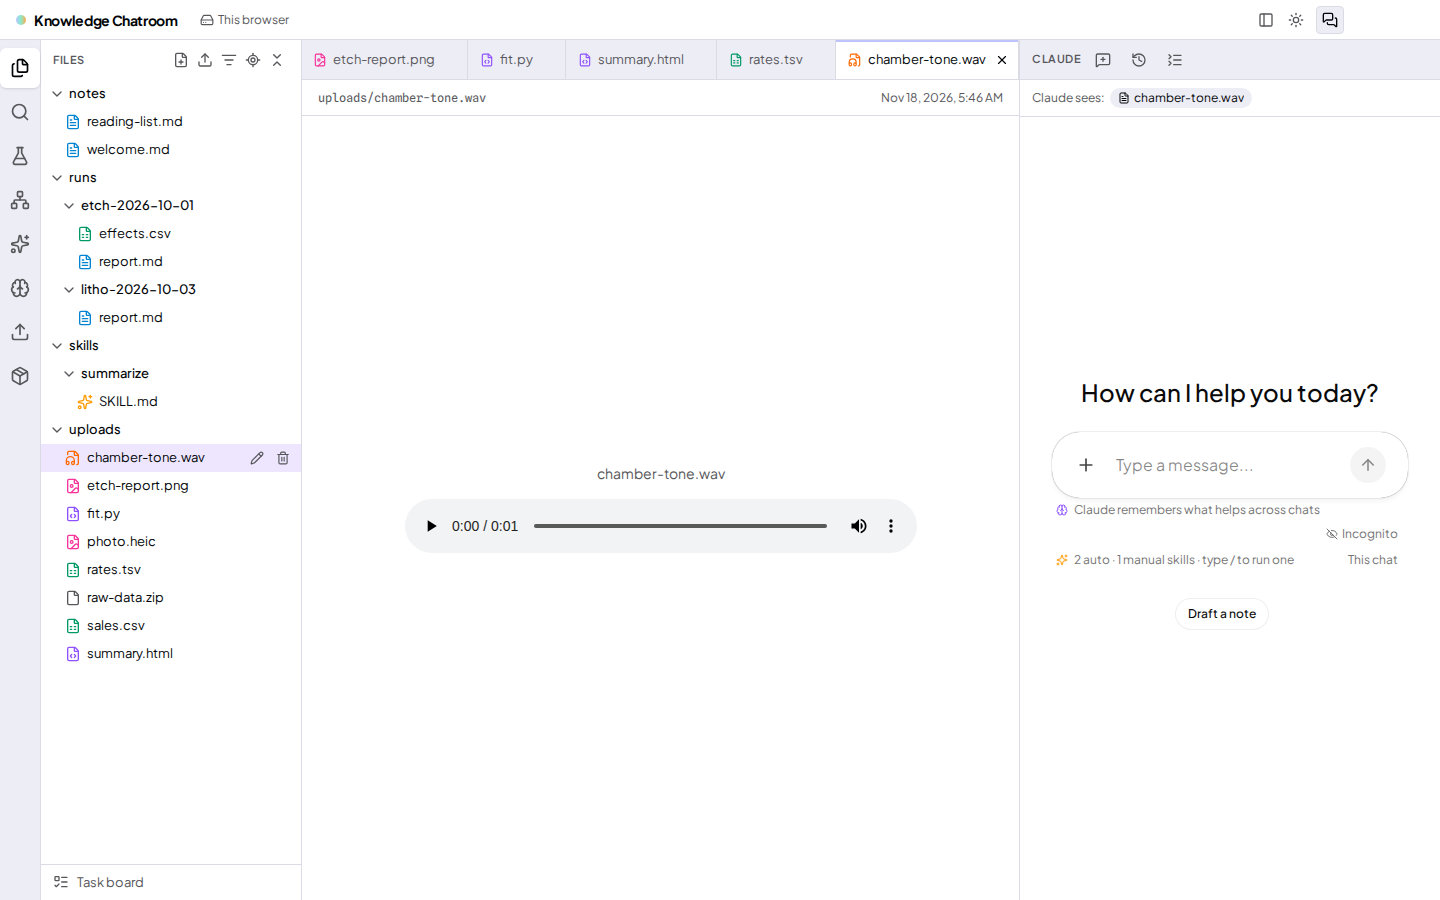 Knowledge Chatroom
This browser
FILES
notes
reading-list.md
welcome.md
runs
etch-2026-10-01
effects.csv
report.md
litho-2026-10-03
report.md
skills
summarize
SKILL.md
uploads
chamber-tone.wav
etch-report.png
fit.py
photo.heic
rates.tsv
raw-data.zip
sales.csv
summary.html
Task board
etch-report.png
fit.py
summary.html
rates.tsv
chamber-tone.wav
uploads/chamber-tone.wav
Nov 18, 2026, 5:46 AM
chamber-tone.wav
0:00 / 0:01
CLAUDE
Claude sees:
chamber-tone.wav
How can I help you today?
Type a message...
Claude remembers what helps across chats
Incognito
2 auto · 1 manual skills · type / to run one
This chat
Draft a note